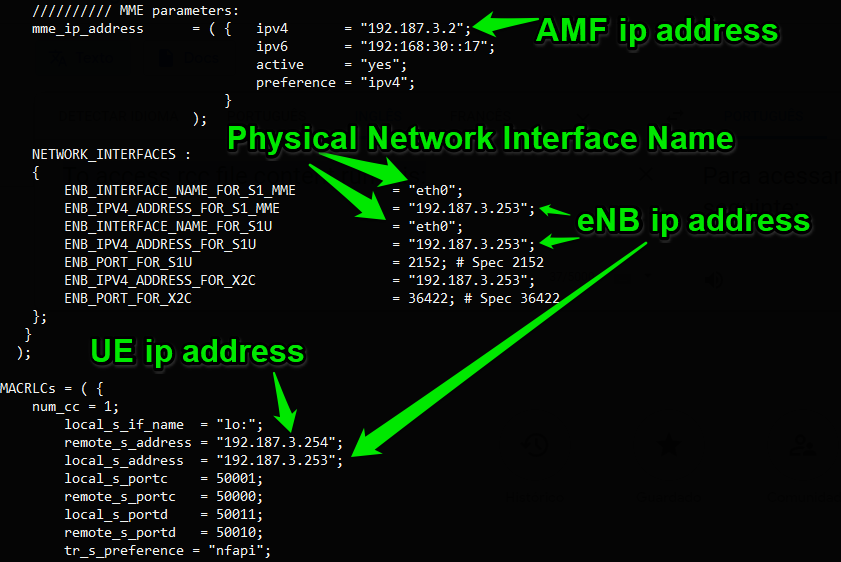 ////////// MME parameters:
mme_ip_address = ( { ipv4 = "192.187.3.2";
AMF ip address
ipv6 = "192:168:30::17";
active = "yes";
preference = "ipv4";
}
);
Physical Network Interface Name
NETWORK_INTERFACES :
{
ENB_INTERFACE_NAME_FOR_S1_MME = "eth0";
ENB_IPV4_ADDRESS_FOR_S1_MME = "192.187.3.253";
ENB_INTERFACE_NAME_FOR_S1U = "eth0";
eNB ip address
ENB_IPV4_ADDRESS_FOR_S1U = "192.187.3.253";
ENB_PORT_FOR_S1U = 2152; # Spec 2152
ENB_IPV4_ADDRESS_FOR_X2C = "192.187.3.253";
ENB_PORT_FOR_X2C = 36422; # Spec 36422
};
}
);
UE ip address
MACRLCs = ( {
num_cc = 1;
local_s_if_name = "lo:";
remote_s_address = "192.187.3.254";
local_s_address = "192.187.3.253";
local_s_portc = 50001;
remote_s_portc = 50000;
local_s_portd = 50011;
remote_s_portd = 50010;
tr_s_preference = "nfapi";
Para acessar